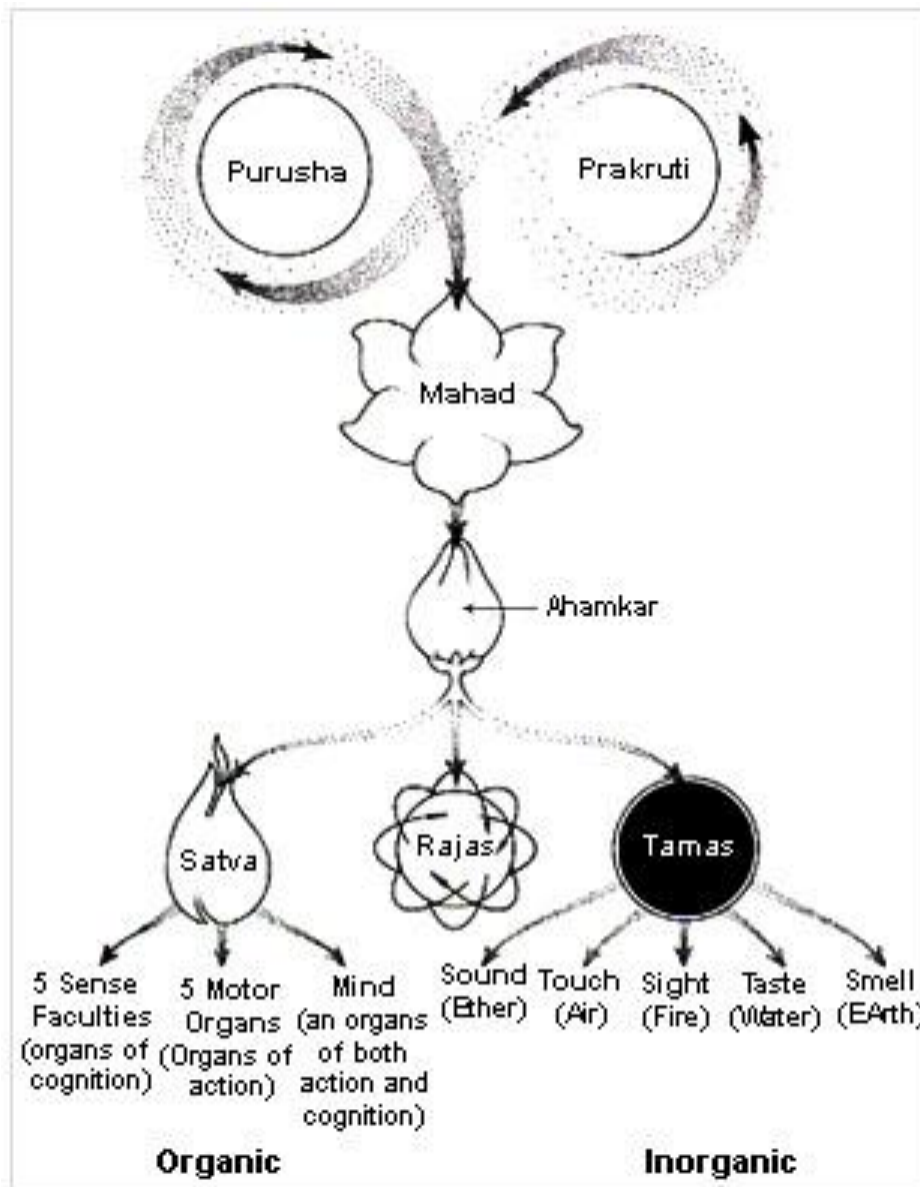 Purusha
Prakruti
Mahad
Ahamkar
Satva
Rajas
Tamas
5 Sense
Faculties
(organs of
cognition)
5 Motor
Organs
(Organs of
action)
Mind
(an organs
of both
action and
cognition)
Sound
(Ether)
Touch
(Air)
Sight
(Fire)
Taste
(Water)
Smell
(EArth)
Organic
Inorganic